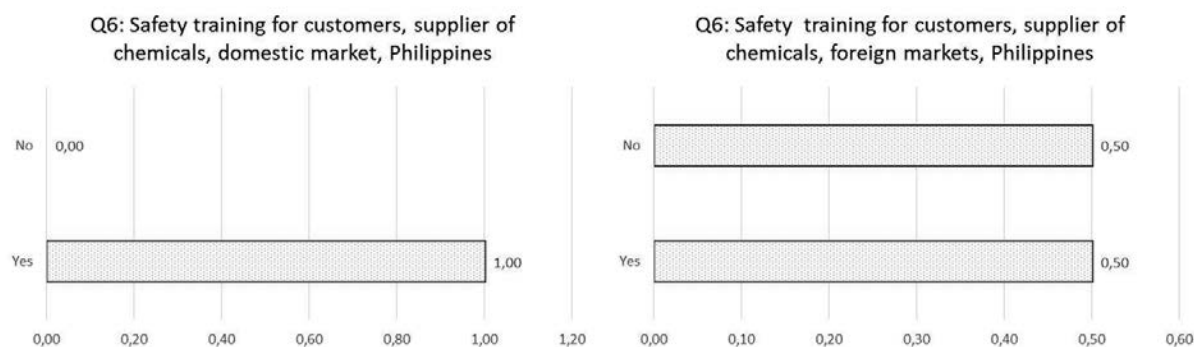 Q6: Safety training for customers, supplier of
chemicals, domestic market, Philippines
No
0,00
Yes
1,00
0,00 0,20 0,40 0,60 0,80 1,00 1,20
Q6: Safety training for customers, supplier of
chemicals, foreign markets, Philippines
No
0,50
Yes
0,50
0,00 0,10 0,20 0,30 0,40 0,50 0,60